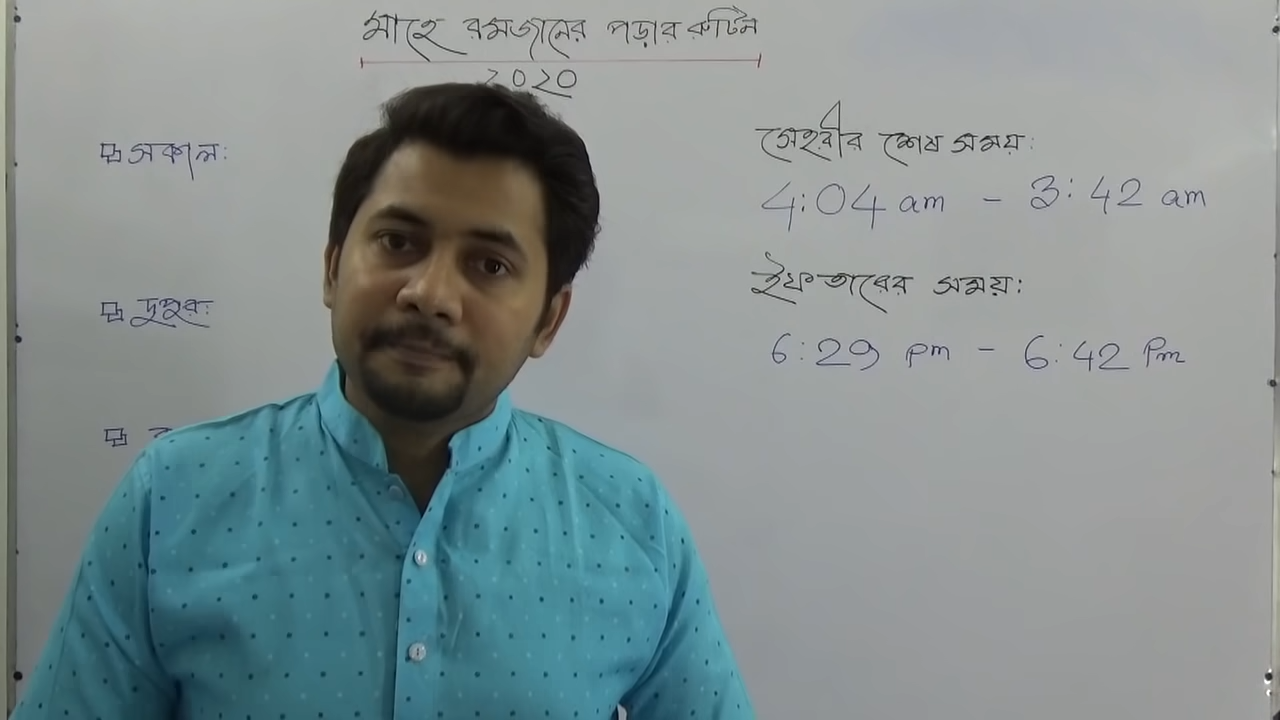 মাহে রমজানের পড়ার রুটিন
2020
সকাল:
দুপুর:
সেহরীর শেষ সময়:
4:04 am - 3:42 am
ইফতারের সময়:
6:29 pm - 6:42 Pm